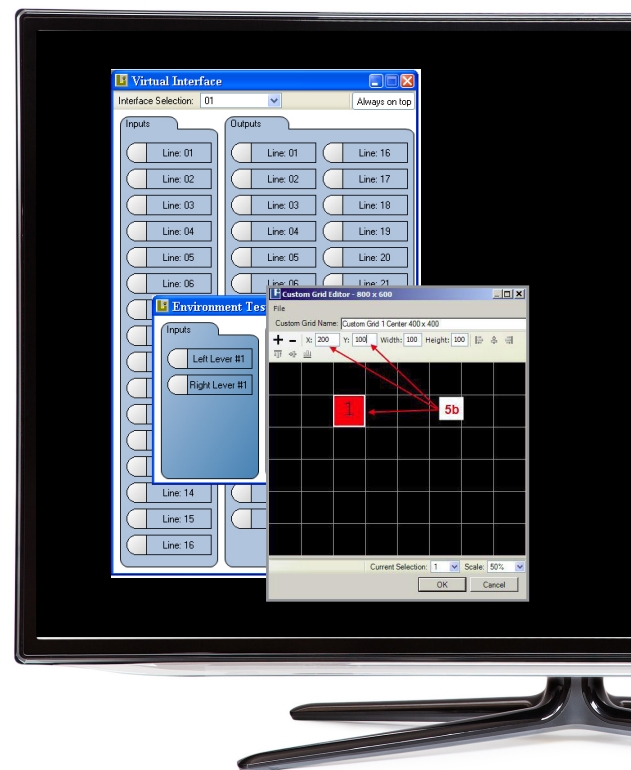 Virtual Interface
Interface Selection: 01
Always on top
Inputs
Outputs
Line: 01
Line: 01
Line: 16
Line: 02
Line: 02
Line: 17
Line: 03
Line: 03
Line: 18
Line: 04
Line: 04
Line: 19
Line: 05
Line: 05
Line: 20
Line: 06
Line: 06
Line: 21
Line: 14
Line: 15
Line: 16
Environment Tes
Inputs
Left Lever #1
Right Lever #1
Custom Grid Editor - 800 x 600
File
Custom Grid Name: Custom Grid 1 Center 400 x 400
X: 200 Y: 100 Width: 100 Height: 100
1
5b
Current Selection: 1 Scale: 50%
OK Cancel